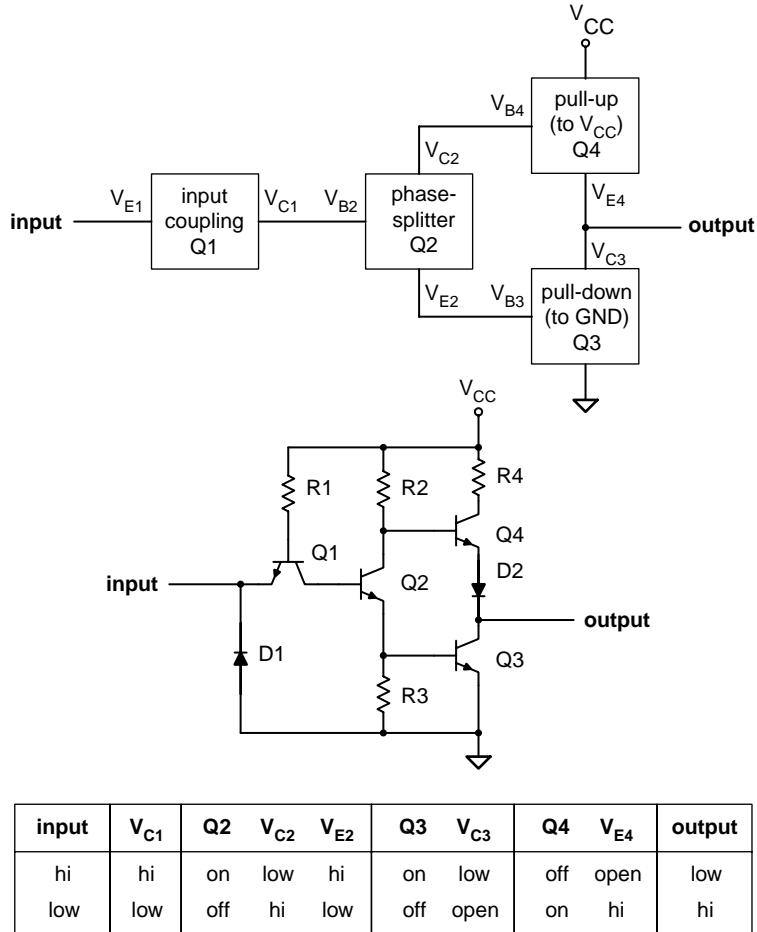 VCC
pull-up
(to VCC)
Q4
VB4
VC2
VE4
VE1
input
coupling
Q1
VC1
VB2
phase-
splitter
Q2
input
output
VC3
VE2
VB3
pull-down
(to GND)
Q3
VCC
R1
R2
R4
Q4
Q1
Q2
D2
input
output
D1
Q3
R3
input VC1 Q2 VC2 VE2 Q3 VC3 Q4 VE4 output
hi hi on low hi on low off open low
low low off hi low off open on hi hi